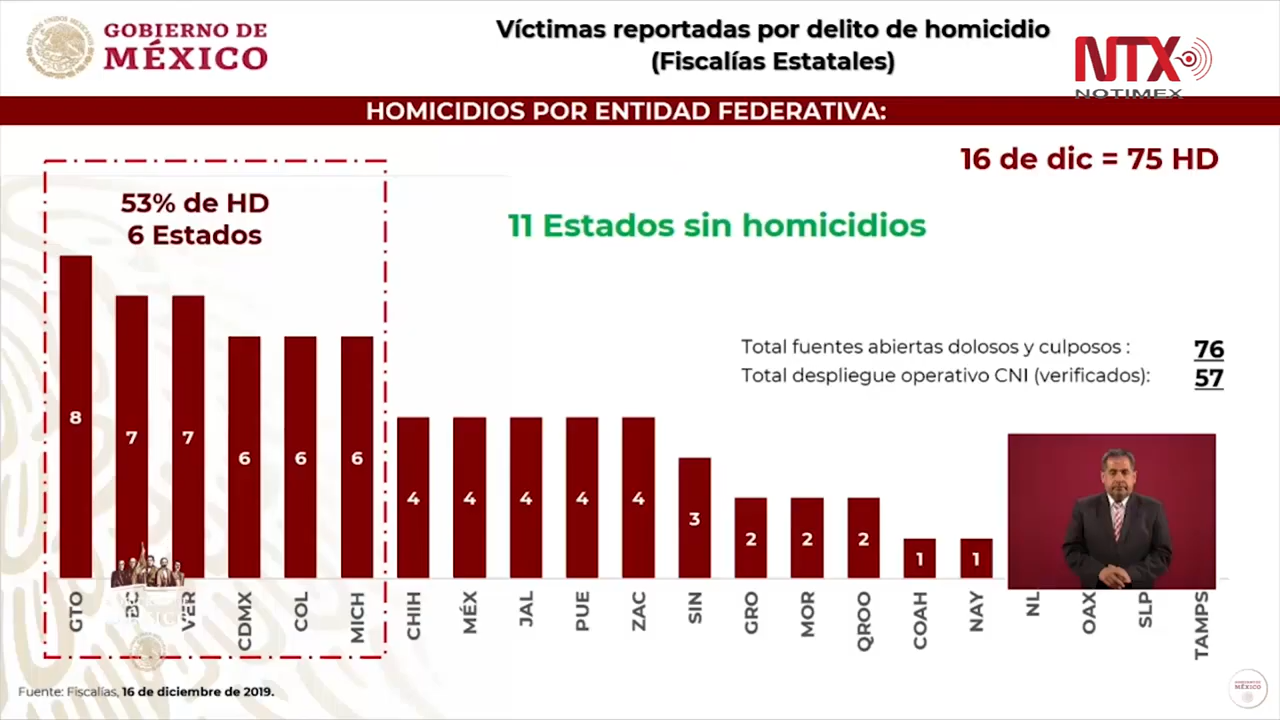 GOBIERNO DE
MÉXICO
Víctimas reportadas por delito de homicidio
(Fiscalías Estatales)
NTX
NOTIMEX
HOMICIDIOS POR ENTIDAD FEDERATIVA:
16 de dic = 75 HD
53% de HD
6 Estados
11 Estados sin homicidios
Total fuentes abiertas dolosos y culposos : 76
Total despliegue operativo CNI (verificados): 57
8 7 7 6 6 6 4 4 4 4 4 3 2 2 2 1 1
GTO BC VER CDMX COL MICH CHIH MÉX JAL PUE ZAC SIN GRO MOR QROO COAH NAY NL OAX SLP TAMPS
Fuente: Fiscalías, 16 de diciembre de 2019.
GOBIERNO DE
MÉXICO